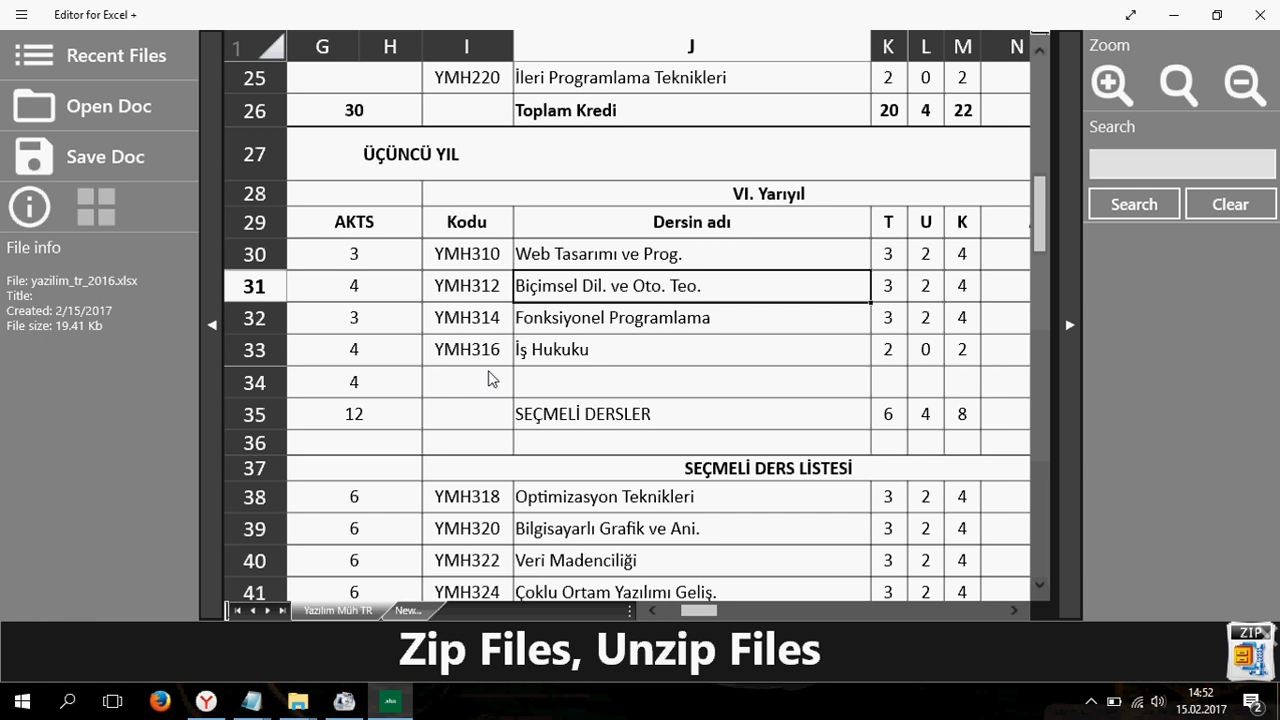 Editor for Excel +
Recent Files
Open Doc
Save Doc
File info
File: yazilim_tr_2016.xlsx
Title:
Created: 2/15/2017
File size: 19.41 Kb
1 G H I J K L M N
25 YMH220 İleri Programlama Teknikleri 2 0 2
26 30 Toplam Kredi 20 4 22
27 ÜÇÜNCÜ YIL
28 VI. Yarıyıl
29 AKTS Kodu Dersin adı T U K
30 3 YMH310 Web Tasarımı ve Prog. 3 2 4
31 4 YMH312 Biçimsel Dil. ve Oto. Teo. 3 2 4
32 3 YMH314 Fonksiyonel Programlama 3 2 4
33 4 YMH316 İş Hukuku 2 0 2
34 4
35 12 SEÇMELİ DERSLER 6 4 8
36
37 SEÇMELİ DERS LİSTESİ
38 6 YMH318 Optimizasyon Teknikleri 3 2 4
39 6 YMH320 Bilgisayarlı Grafik ve Ani. 3 2 4
40 6 YMH322 Veri Madenciliği 3 2 4
41 6 YMH324 Çoklu Ortam Yazılımı Geliş. 3 2 4
Yazılım Müh TR New...
Zoom
Search
Search Clear
Zip Files, Unzip Files
ZIP
.xlsx
14:52
15.02.2017
2